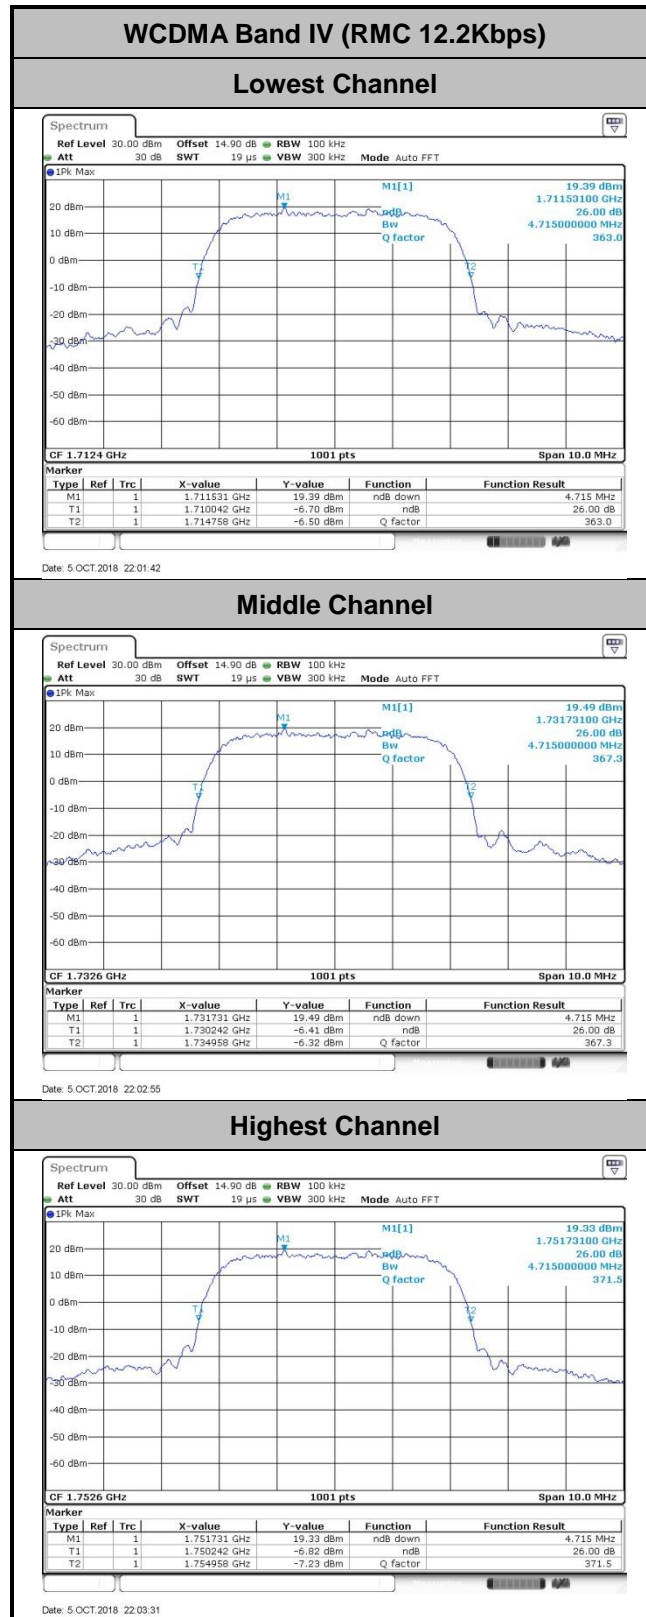 WCDMA Band IV (RMC 12.2Kbps)
Lowest Channel
Spectrum
Ref Level 30.00 dBm Offset 14.90 dB RBW 100 kHz
Att 30 dB SWT 19 µs VBW 300 kHz Mode Auto FFT
1Pk Max
M1[1] 19.39 dBm
1.71153100 GHz
ndB 26.00 dB
Bw 4.715000000 MHz
Q factor 363.0
M1
T1
T2
20 dBm
10 dBm
0 dBm
-10 dBm
-20 dBm
-30 dBm
-40 dBm
-50 dBm
-60 dBm
CF 1.7124 GHz 1001 pts Span 10.0 MHz
Marker
Type Ref Trc X-value Y-value Function Function Result
M1 1 1.711531 GHz 19.39 dBm ndB down 4.715 MHz
T1 1 1.710042 GHz -6.70 dBm ndB 26.00 dB
T2 1 1.714758 GHz -6.50 dBm Q factor 363.0
Date: 5.OCT.2018 22:01:42
Middle Channel
Spectrum
Ref Level 30.00 dBm Offset 14.90 dB RBW 100 kHz
Att 30 dB SWT 19 µs VBW 300 kHz Mode Auto FFT
1Pk Max
M1[1] 19.49 dBm
1.73173100 GHz
ndB 26.00 dB
Bw 4.715000000 MHz
Q factor 367.3
M1
T1
T2
20 dBm
10 dBm
0 dBm
-10 dBm
-20 dBm
-30 dBm
-40 dBm
-50 dBm
-60 dBm
CF 1.7326 GHz 1001 pts Span 10.0 MHz
Marker
Type Ref Trc X-value Y-value Function Function Result
M1 1 1.731731 GHz 19.49 dBm ndB down 4.715 MHz
T1 1 1.730242 GHz -6.41 dBm ndB 26.00 dB
T2 1 1.734958 GHz -6.32 dBm Q factor 367.3
Date: 5.OCT.2018 22:02:55
Highest Channel
Spectrum
Ref Level 30.00 dBm Offset 14.90 dB RBW 100 kHz
Att 30 dB SWT 19 µs VBW 300 kHz Mode Auto FFT
1Pk Max
M1[1] 19.33 dBm
1.75173100 GHz
ndB 26.00 dB
Bw 4.715000000 MHz
Q factor 371.5
M1
T1
T2
20 dBm
10 dBm
0 dBm
-10 dBm
-20 dBm
-30 dBm
-40 dBm
-50 dBm
-60 dBm
CF 1.7526 GHz 1001 pts Span 10.0 MHz
Marker
Type Ref Trc X-value Y-value Function Function Result
M1 1 1.751731 GHz 19.33 dBm ndB down 4.715 MHz
T1 1 1.750242 GHz -6.82 dBm ndB 26.00 dB
T2 1 1.754958 GHz -7.23 dBm Q factor 371.5
Date: 5.OCT.2018 22:03:31